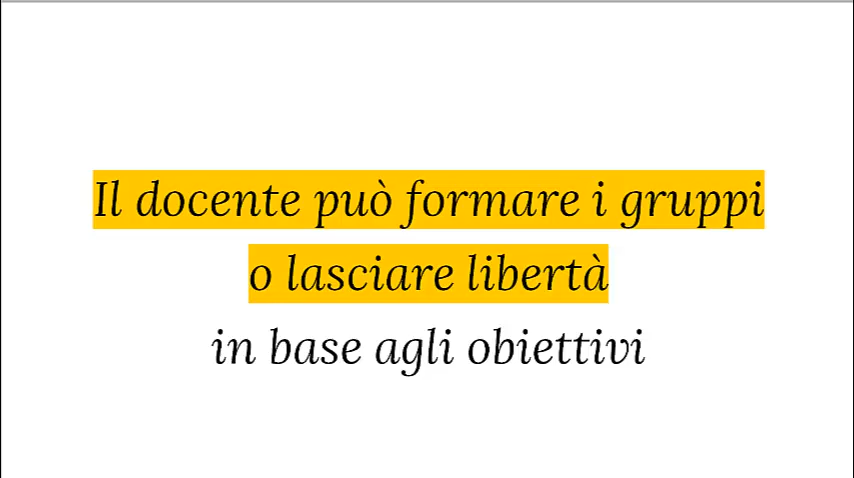 Il docente può formare i gruppi
o lasciare libertà
in base agli obiettivi